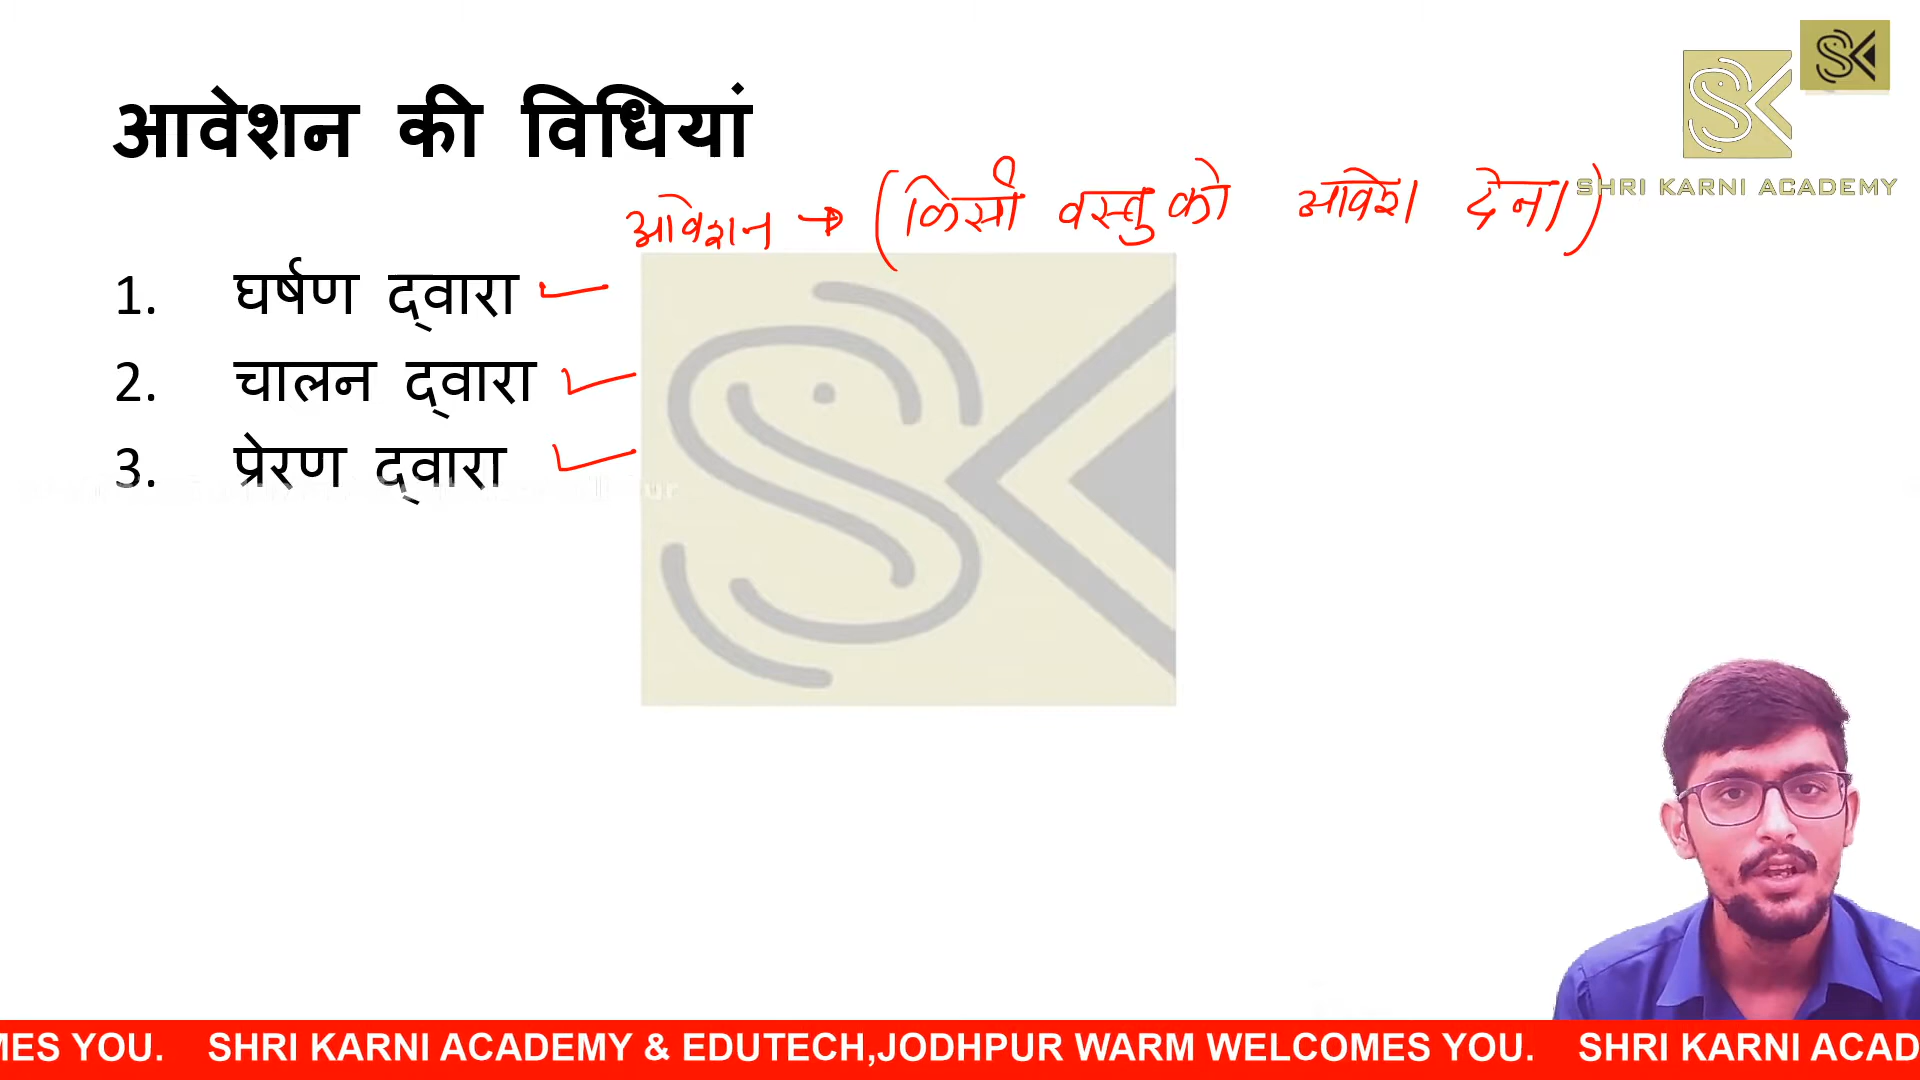 आवेशन की विधियां
SHRI KARNI ACADEMY
आवेशन → (किसी वस्तु को आवेश देना)
1. घर्षण द्वारा
2. चालन द्वारा
3. प्रेरण द्वारा
MES YOU. SHRI KARNI ACADEMY & EDUTECH,JODHPUR WARM WELCOMES YOU. SHRI KARNI ACAD